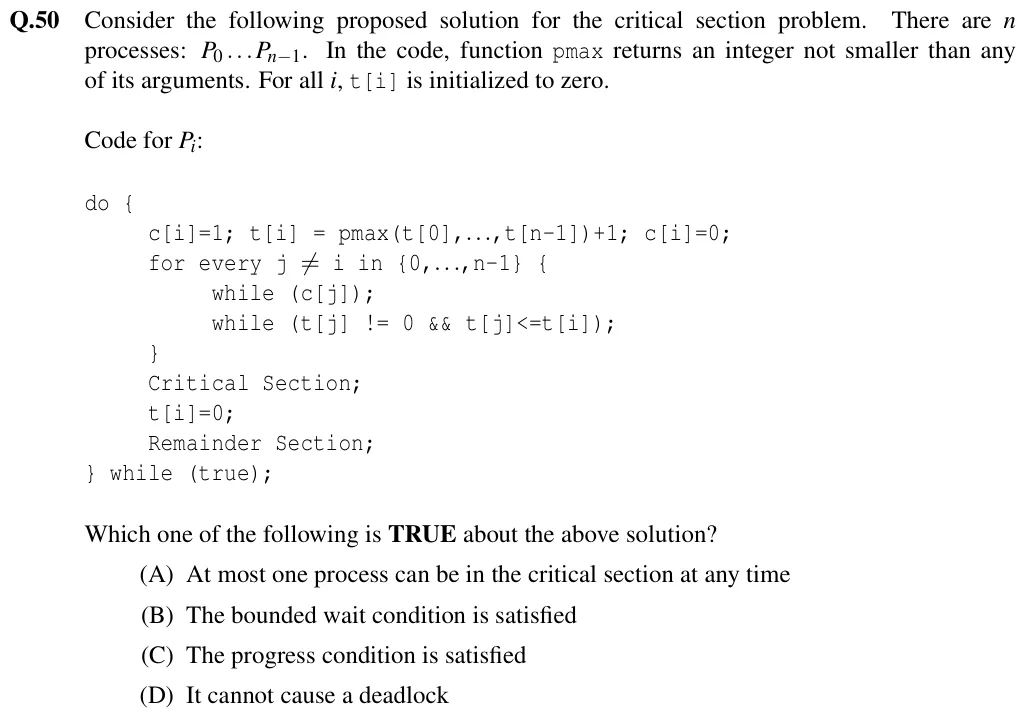 Q.50 Consider the following proposed solution for the critical section problem. There are n
processes: P0 ...Pn−1. In the code, function pmax returns an integer not smaller than any
of its arguments. For all i, t[i] is initialized to zero.
Code for Pi:
do {
c[i]=1; t[i] = pmax(t[0],...,t[n-1])+1; c[i]=0;
for every j ≠ i in {0,...,n-1} {
while (c[j]);
while (t[j] != 0 && t[j]<=t[i]);
}
Critical Section;
t[i]=0;
Remainder Section;
} while (true);
Which one of the following is TRUE about the above solution?
(A) At most one process can be in the critical section at any time
(B) The bounded wait condition is satisfied
(C) The progress condition is satisfied
(D) It cannot cause a deadlock